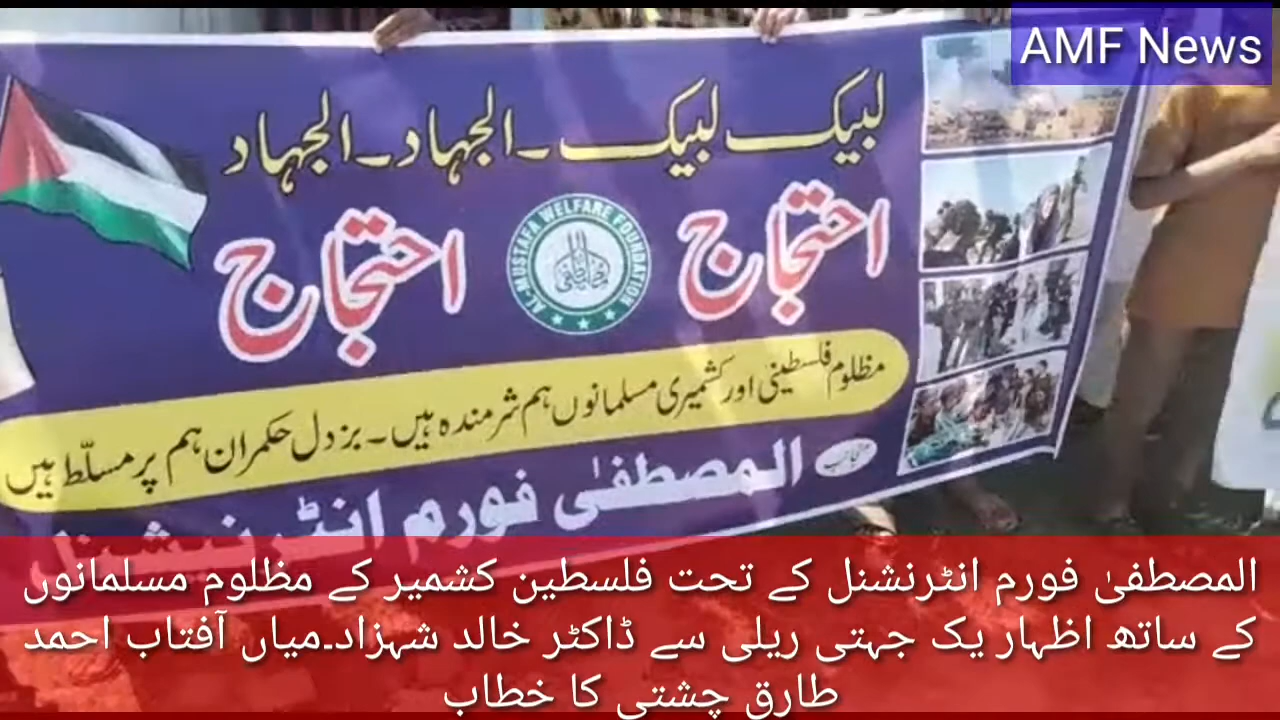 AMF News
لبیک لبیک ۔ الجہاد ۔ الجہاد
احتجاج احتجاج
AL-MUSTAFA WELFARE FOUNDATION
مظلوم فلسطینی اور کشمیری مسلمانوں ہم شرمندہ ہیں ۔ بزدل حکمران ہم پر مسلّط ہیں
المصطفیٰ فورم انٹرنیشنل
المصطفیٰ فورم انٹرنشنل کے تحت فلسطین کشمیر کے مظلوم مسلمانوں
کے ساتھ اظہار یک جہتی ریلی سے ڈاکٹر خالد شہزاد۔میاں آفتاب احمد
طارق چشتی کا خطاب